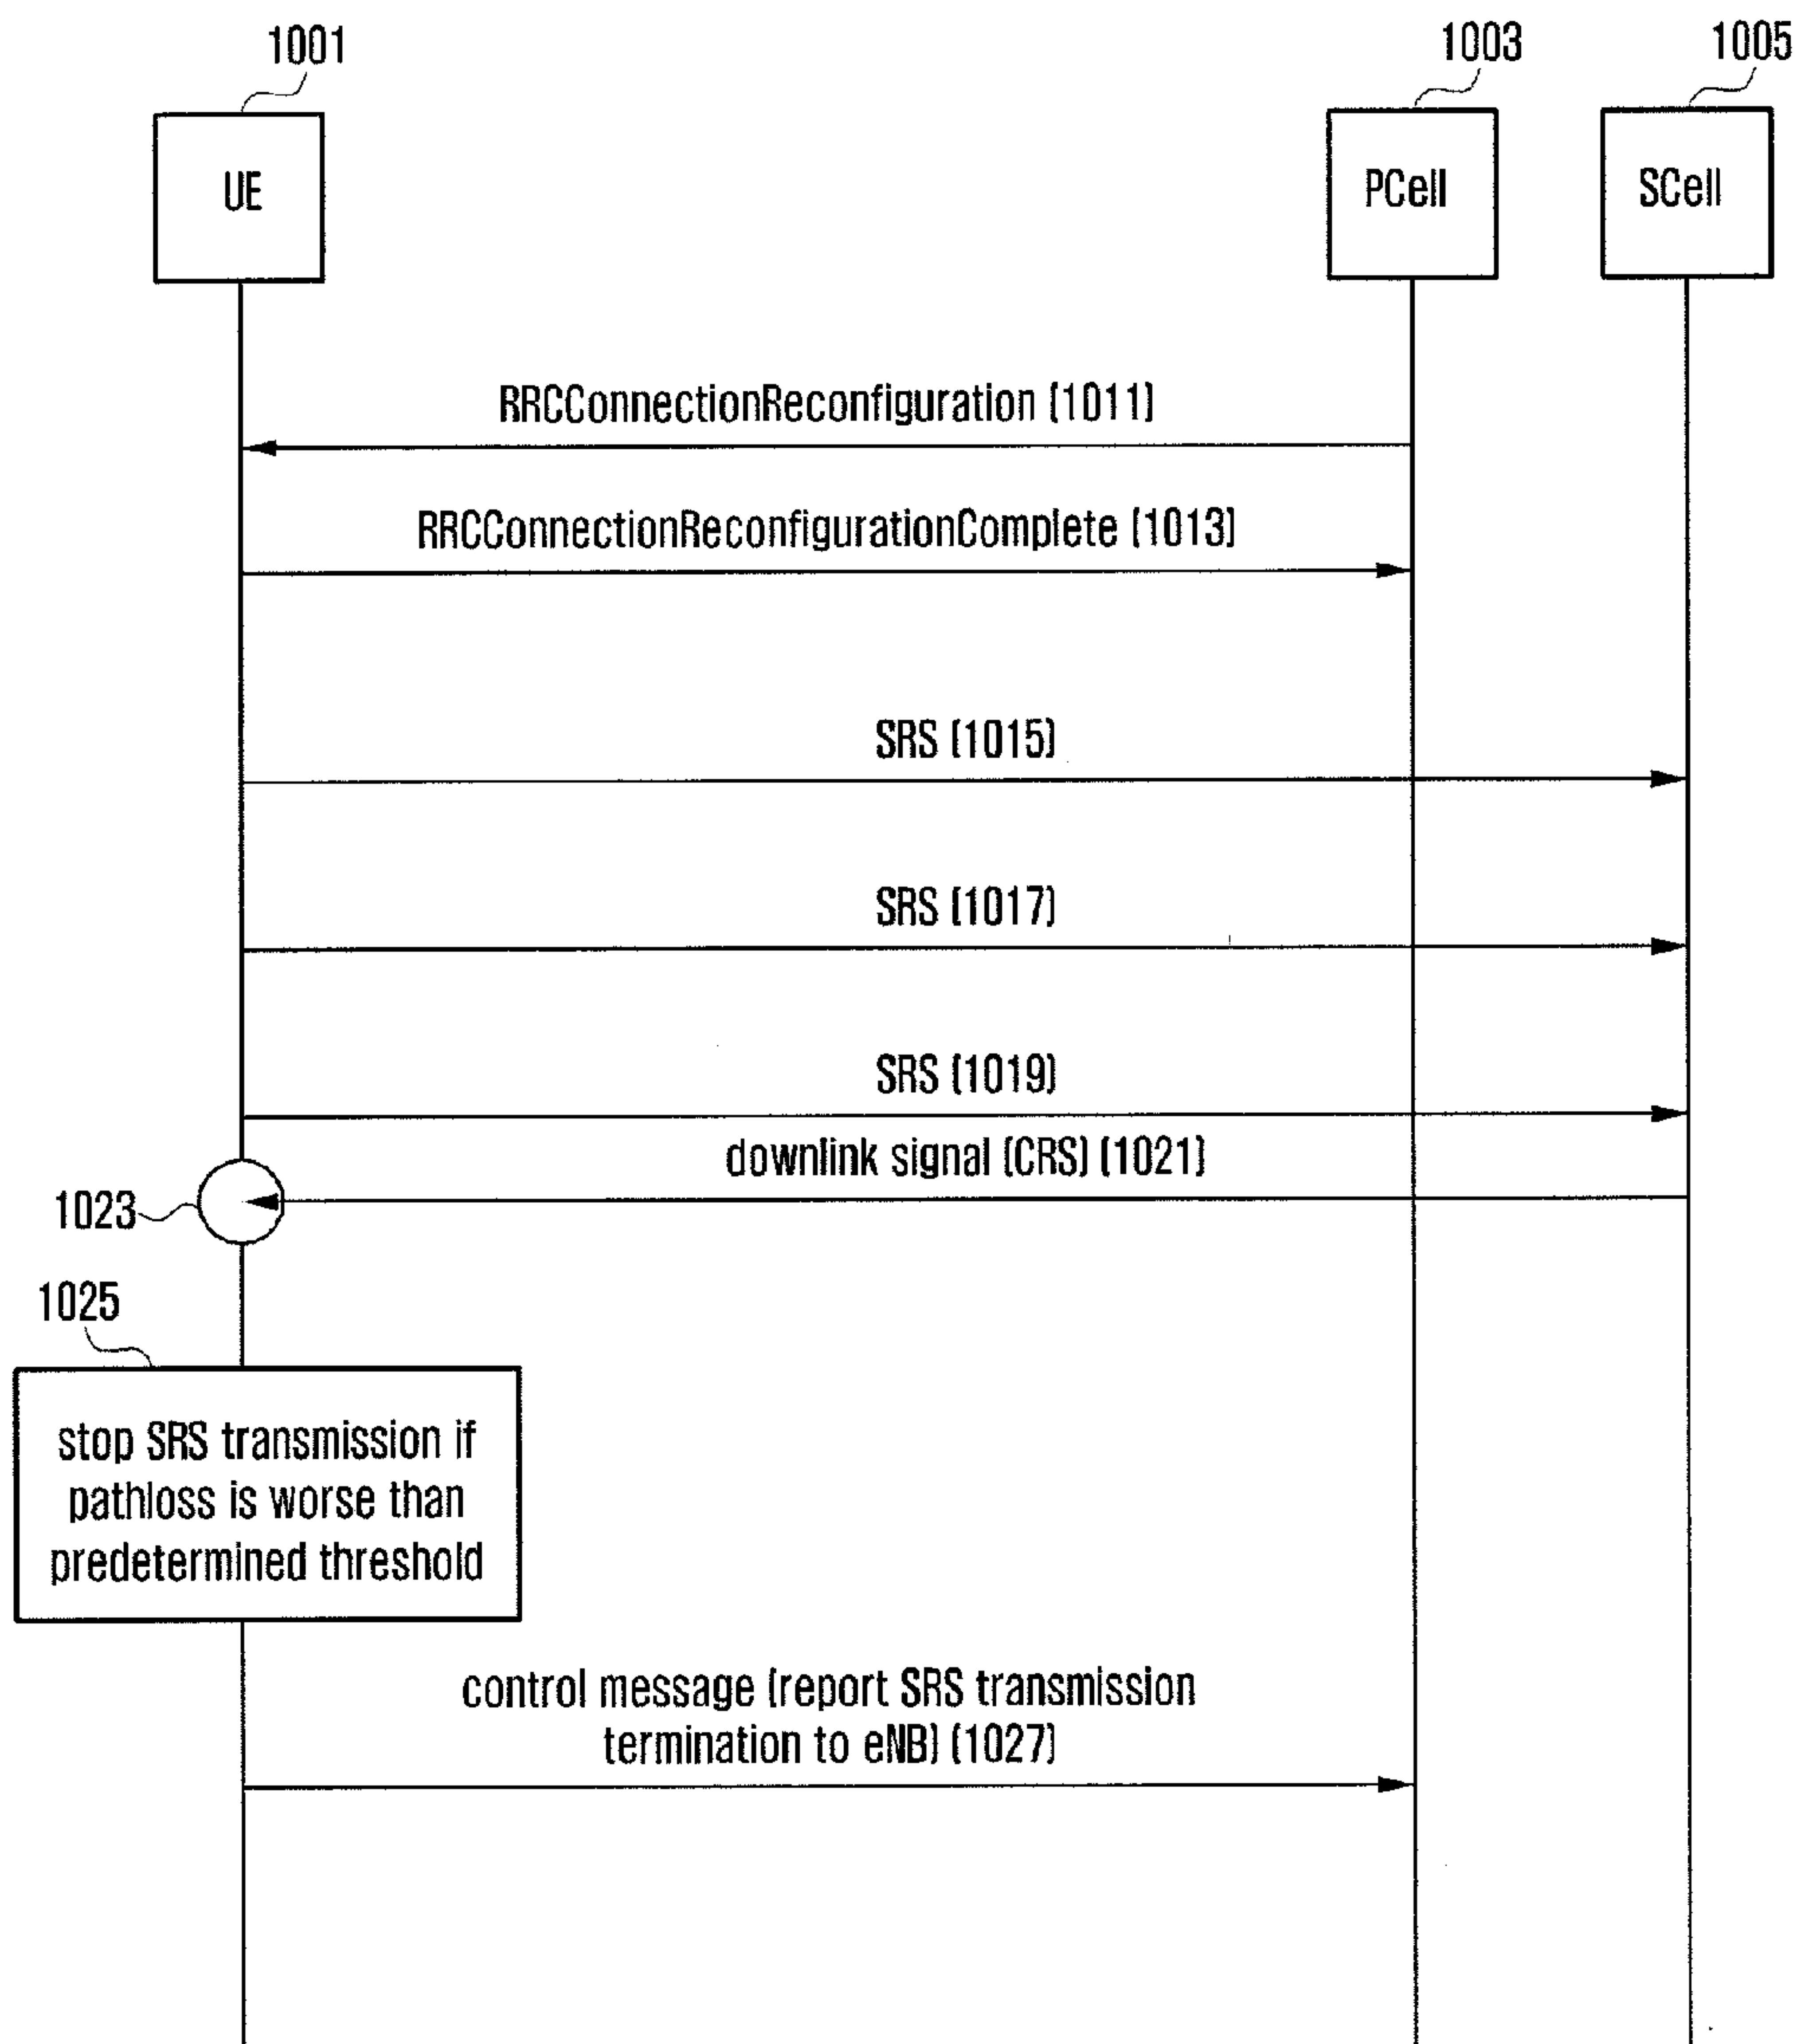 1001
1003
1005
UE
PCell
SCell
RRCConnectionReconfiguration (1011)
RRCConnectionReconfigurationComplete (1013)
SRS (1015)
SRS (1017)
SRS (1019)
downlink signal (CRS) (1021)
1023
1025
stop SRS transmission if
pathloss is worse than
predetermined threshold
control message (report SRS transmission
termination to eNB) (1027)